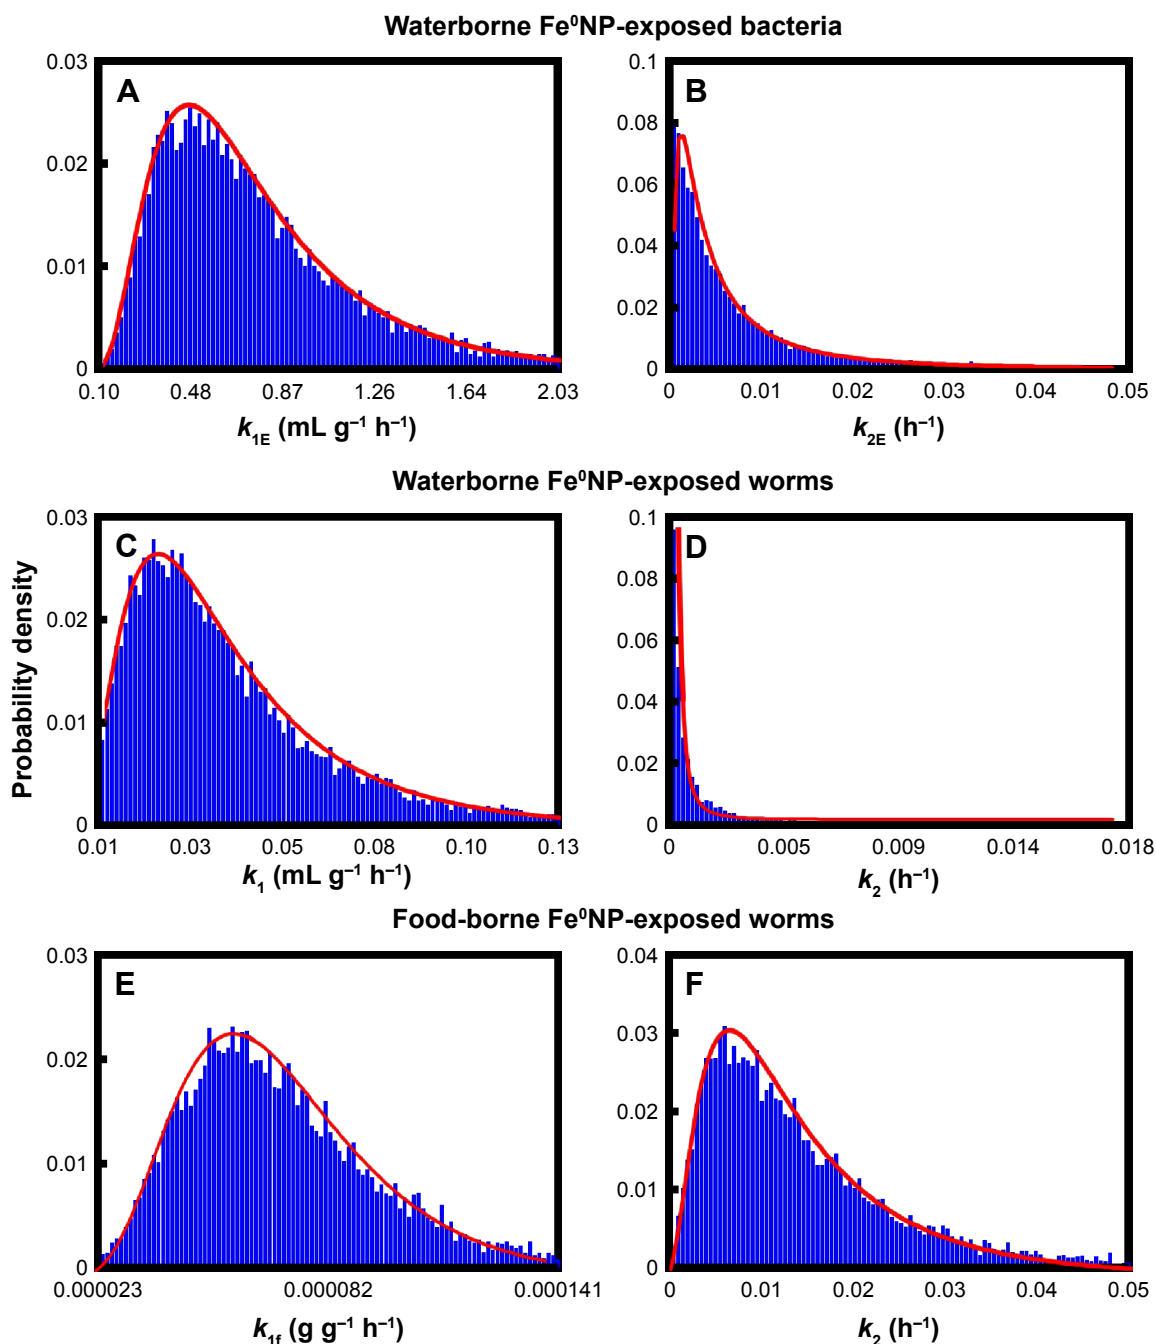 Waterborne Fe⁰NP-exposed bacteria
A
B
0.03
0.02
0.01
0
0.10 0.48 0.87 1.26 1.64 2.03
k₁E (mL g⁻¹ h⁻¹)
0.1
0.08
0.06
0.04
0.02
0
0 0.01 0.02 0.03 0.04 0.05
k₂E (h⁻¹)
Waterborne Fe⁰NP-exposed worms
Probability density
C
D
0.03
0.02
0.01
0
0.01 0.03 0.05 0.08 0.10 0.13
k₁ (mL g⁻¹ h⁻¹)
0.1
0.08
0.06
0.04
0.02
0
0 0.005 0.009 0.014 0.018
k₂ (h⁻¹)
Food-borne Fe⁰NP-exposed worms
E
F
0.03
0.02
0.01
0
0.000023 0.000082 0.000141
k₁f (g g⁻¹ h⁻¹)
0.04
0.03
0.02
0.01
0
0 0.01 0.02 0.03 0.04 0.05
k₂ (h⁻¹)